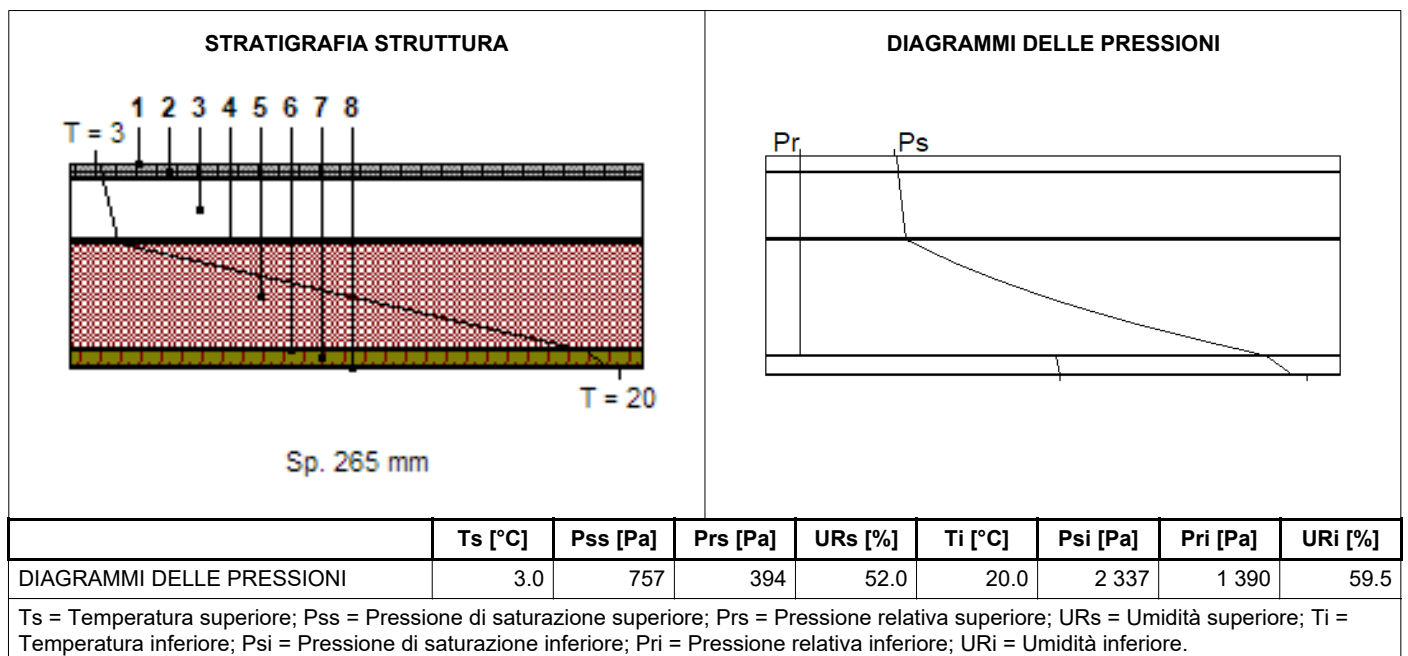 STRATIGRAFIA STRUTTURA
1 2 3 4 5 6 7 8
T = 3
T = 20
Sp. 265 mm
DIAGRAMMI DELLE PRESSIONI
Pr Ps
Ts [°C] Pss [Pa] Prs [Pa] URs [%] Ti [°C] Psi [Pa] Pri [Pa] URi [%]
DIAGRAMMI DELLE PRESSIONI 3.0 757 394 52.0 20.0 2 337 1 390 59.5
Ts = Temperatura superiore; Pss = Pressione di saturazione superiore; Prs = Pressione relativa superiore; URs = Umidità superiore; Ti =
Temperatura inferiore; Psi = Pressione di saturazione inferiore; Pri = Pressione relativa inferiore; URi = Umidità inferiore.